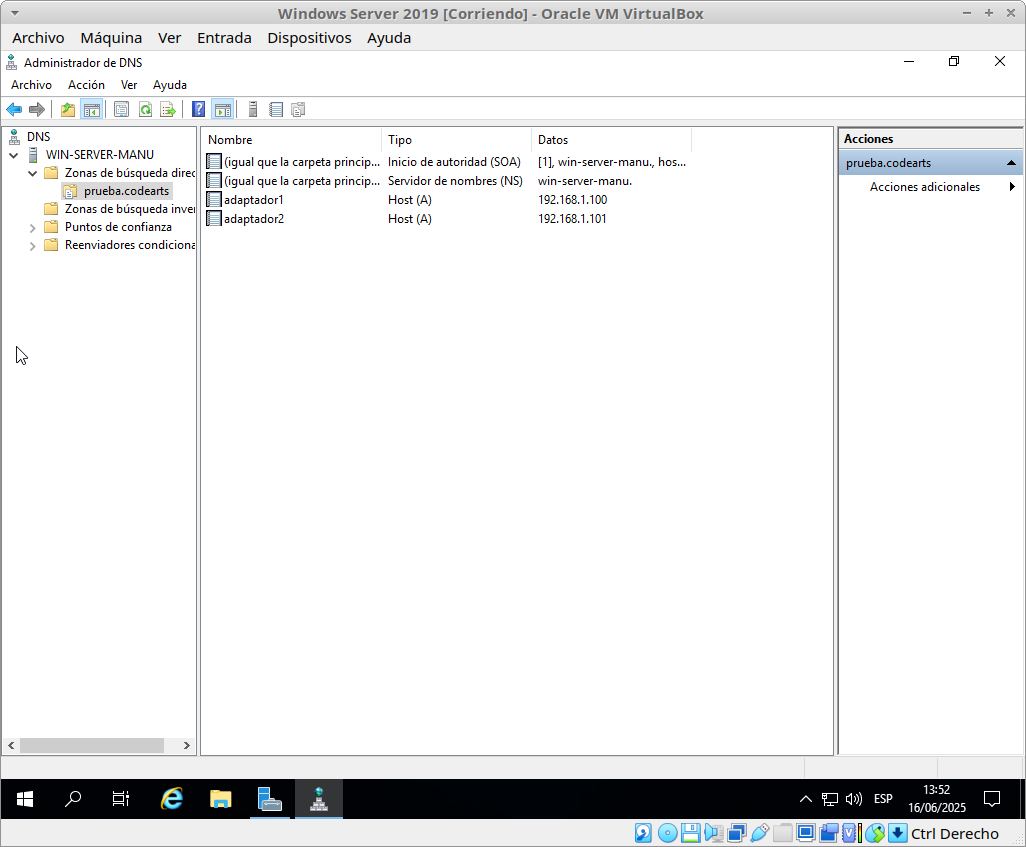 Windows Server 2019 [Corriendo] - Oracle VM VirtualBox
Archivo Máquina Ver Entrada Dispositivos Ayuda
Administrador de DNS
Archivo Acción Ver Ayuda
DNS
WIN-SERVER-MANU
Zonas de búsqueda direc
prueba.codearts
Zonas de búsqueda inver
Puntos de confianza
Reenviadores condiciona
Nombre Tipo Datos
(igual que la carpeta princip... Inicio de autoridad (SOA) [1], win-server-manu., hos...
(igual que la carpeta princip... Servidor de nombres (NS) win-server-manu.
adaptador1 Host (A) 192.168.1.100
adaptador2 Host (A) 192.168.1.101
Acciones
prueba.codearts
Acciones adicionales
ESP
13:52
16/06/2025
Ctrl Derecho